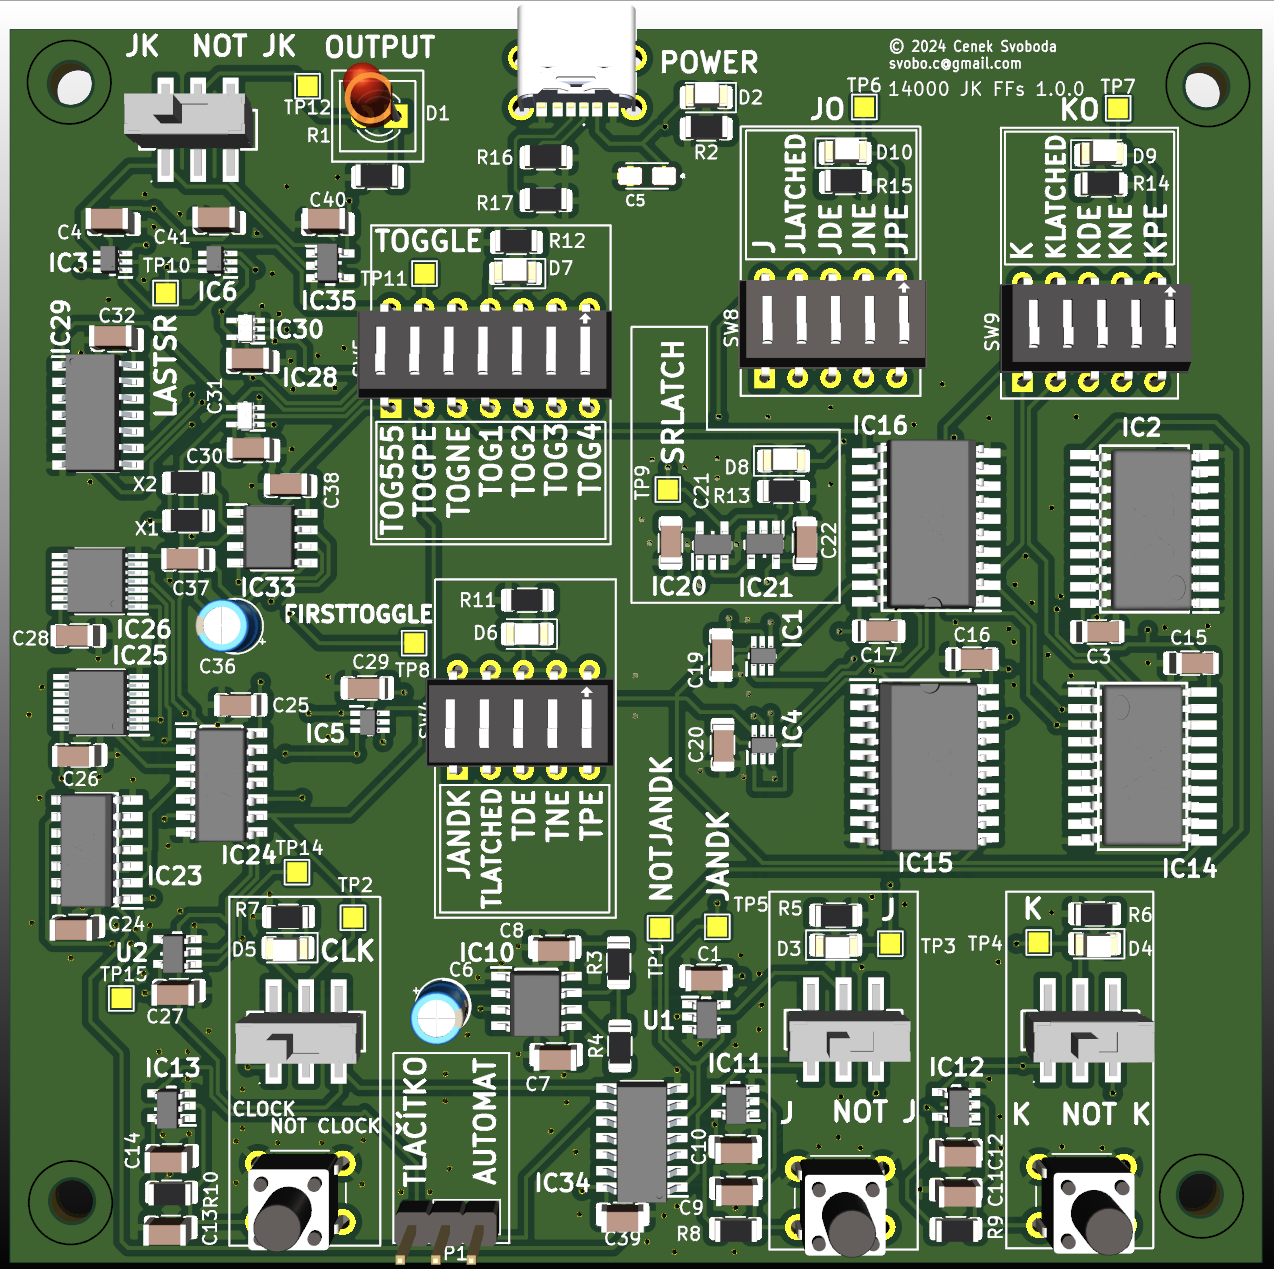 JK NOT JK
OUTPUT
POWER
© 2024 Cenek Svoboda
svobo.c@gmail.com
14000 JK FFs 1.0.0
TP12
R1
D1
D2
R2
R16
R17
C5
JO
TP6
KO
TP7
D10
R15
D9
R14
J
JLATCHED
JDE
JNE
JPE
K
KLATCHED
KDE
KNE
KPE
C4
C41
C40
IC3
TP10
IC6
IC35
TOGGLE
R12
D7
TP11
SW8
SW9
IC29
C32
LASTSR
IC30
IC28
C31
C30
TOG555
TOGPE
TOGNE
TOG1
TOG2
TOG3
TOG4
SRLATCH
D8
R13
TP9
C21
C22
IC20
IC21
IC16
IC2
X2
X1
C38
C37
IC33
IC26
C28
IC25
C36
FIRSTTOGGLE
TP8
R11
D6
IC1
C19
C17
C16
C3
C15
C29
C25
IC5
C26
C20
IC4
JANDK
TLATCHED
TDE
TNE
TPE
NOTJANDK
JANDK
IC15
IC14
IC24
TP14
IC23
C24
TP2
R7
D5
CLK
U2
TP15
C27
C8
IC10
C6
R3
R4
C7
TP1
TP5
C1
U1
R5
J
D3
TP3
K
TP4
R6
D4
IC13
CLOCK
NOT CLOCK
TLAČÍTKO
AUTOMAT
P1
IC11
J NOT J
IC12
K NOT K
C14
R10
C13
IC34
C39
C10
C9
R8
C12
C11
R9